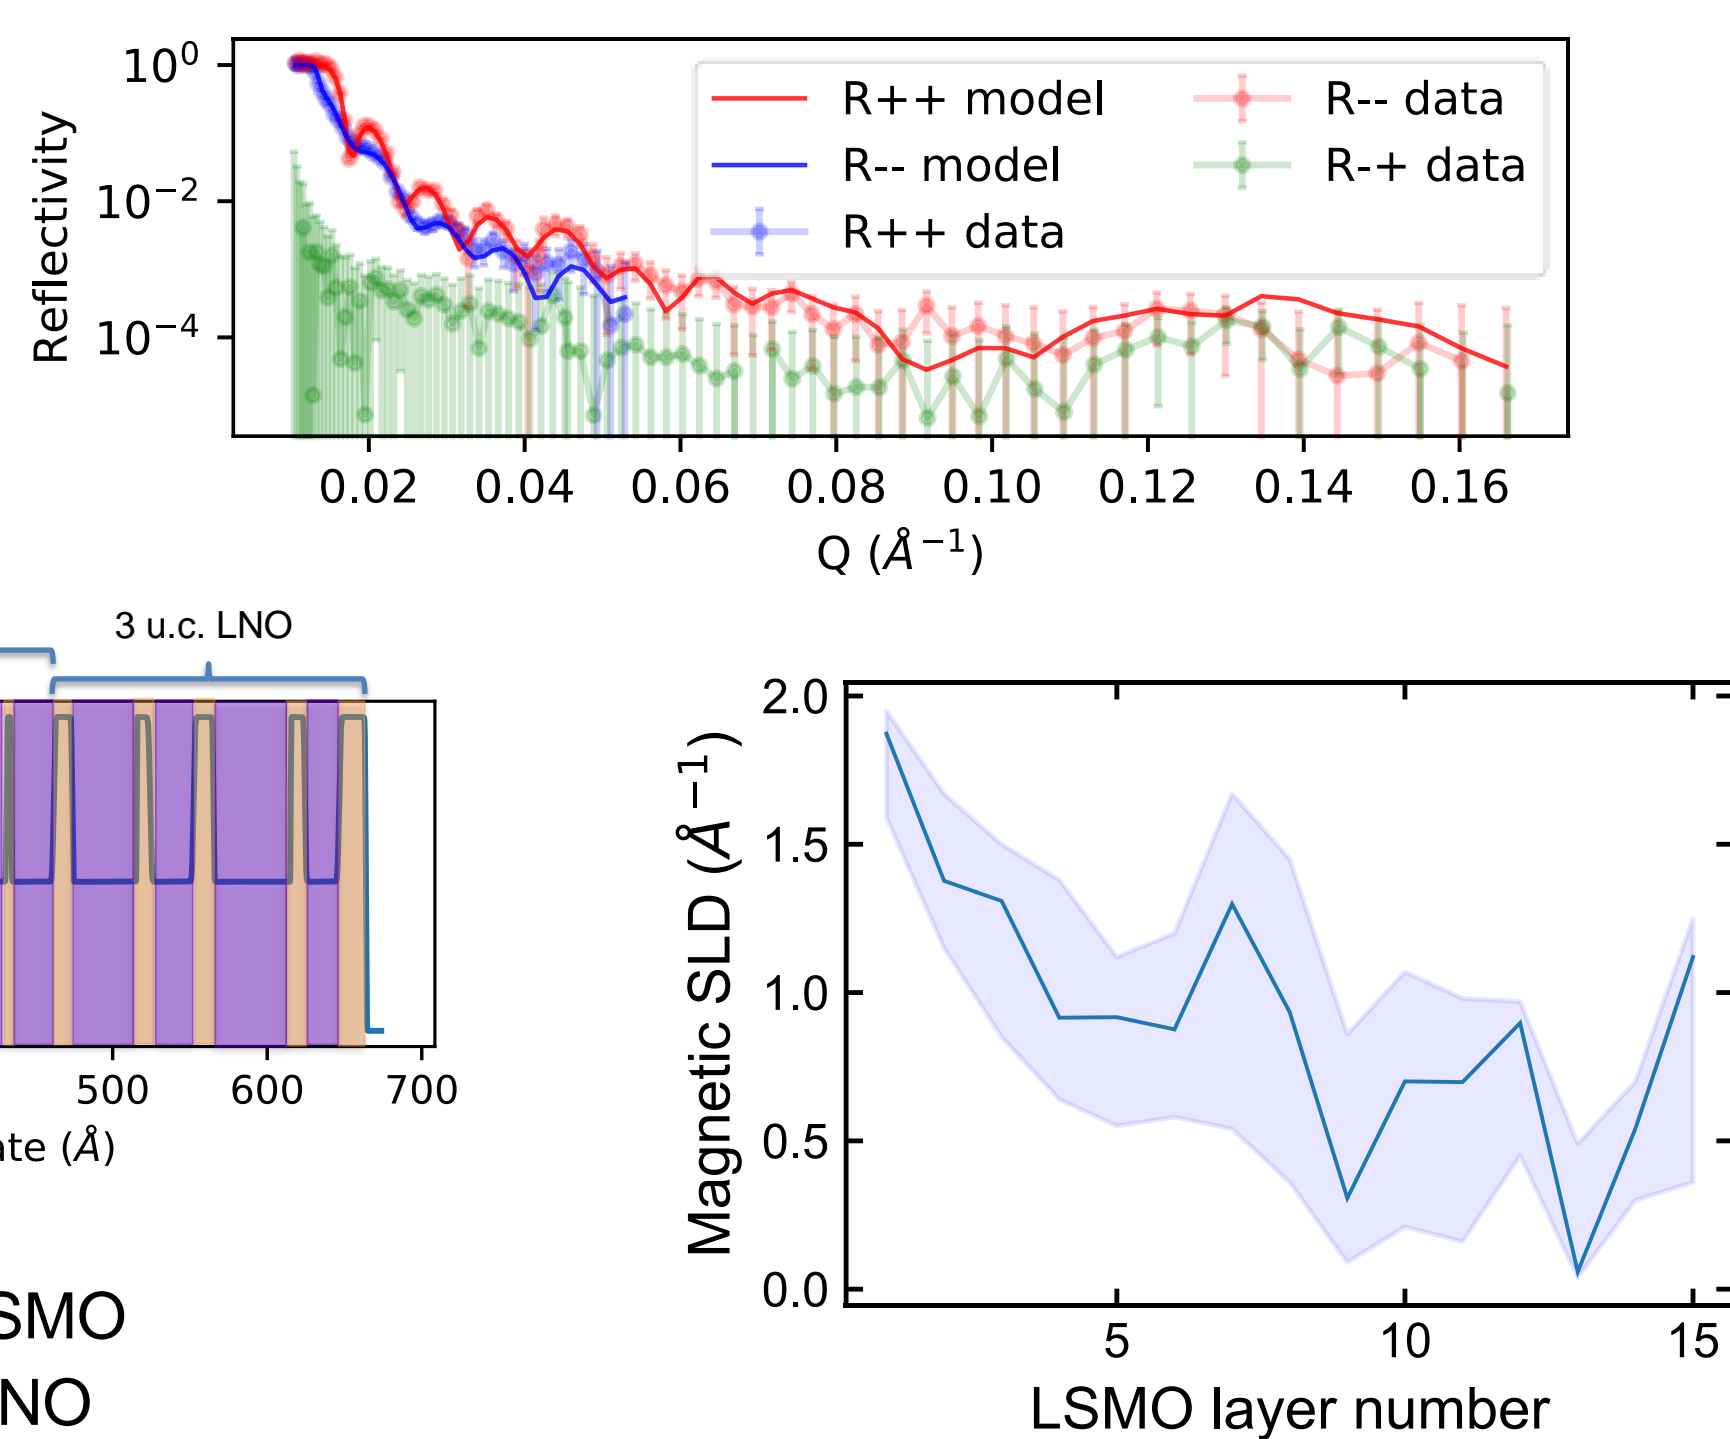 Reflectivity
10⁰
10⁻²
10⁻⁴
R++ model
R-- model
R++ data
R-- data
R-+ data
0.02 0.04 0.06 0.08 0.10 0.12 0.14 0.16
Q (Å⁻¹)
3 u.c. LNO
500 600 700
ate (Å)
SMO
NO
Magnetic SLD (Å⁻¹)
2.0
1.5
1.0
0.5
0.0
5 10 15
LSMO layer number